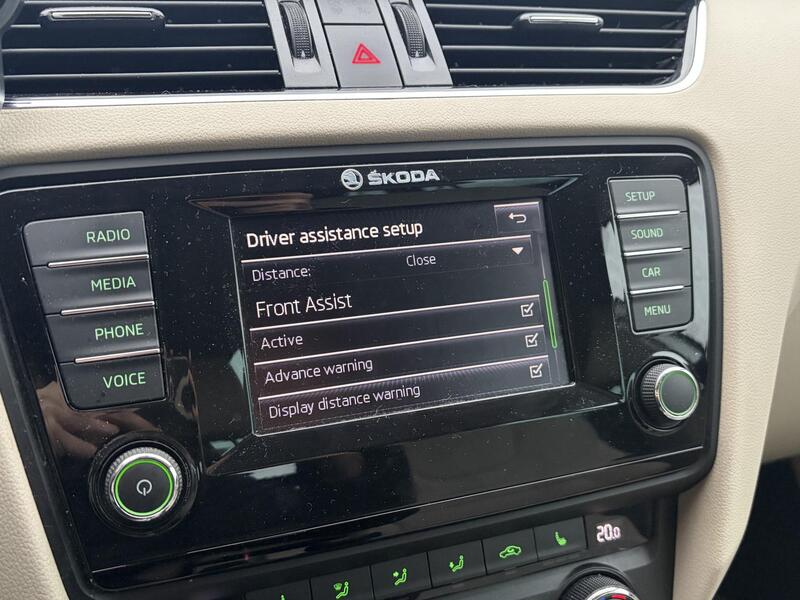 ŠKODA
RADIO
MEDIA
PHONE
VOICE
Driver assistance setup
Distance: Close
Front Assist
Active
Advance warning
Display distance warning
SETUP
SOUND
CAR
MENU
20.0